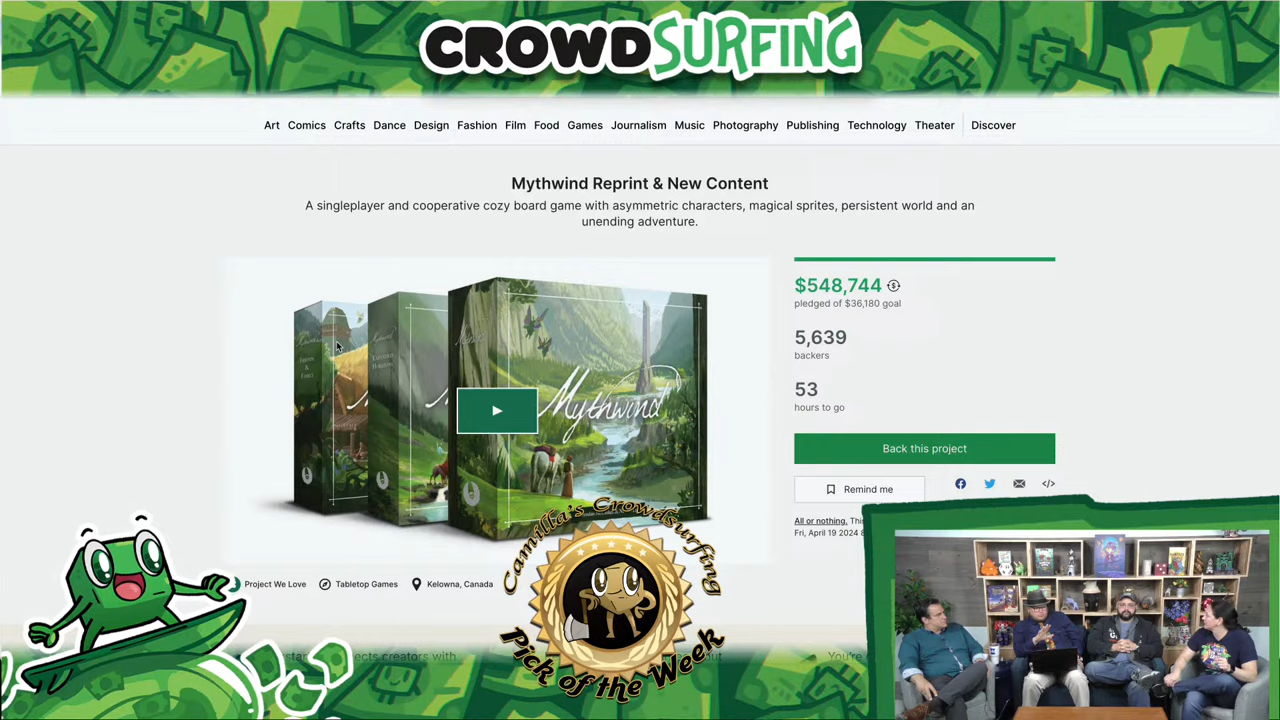 CROWDSURFING
Art Comics Crafts Dance Design Fashion Film Food Games Journalism Music Photography Publishing Technology Theater Discover
Mythwind Reprint & New Content
A singleplayer and cooperative cozy board game with asymmetric characters, magical sprites, persistent world and an
unending adventure.
$548,744
pledged of $36,180 goal
5,639
backers
53
hours to go
Back this project
Remind me
All or nothing.
Fri, April 19 2024
Mythwind
Project We Love Tabletop Games Kelowna, Canada
Camilla's Crowdsurfing
Pick of the Week